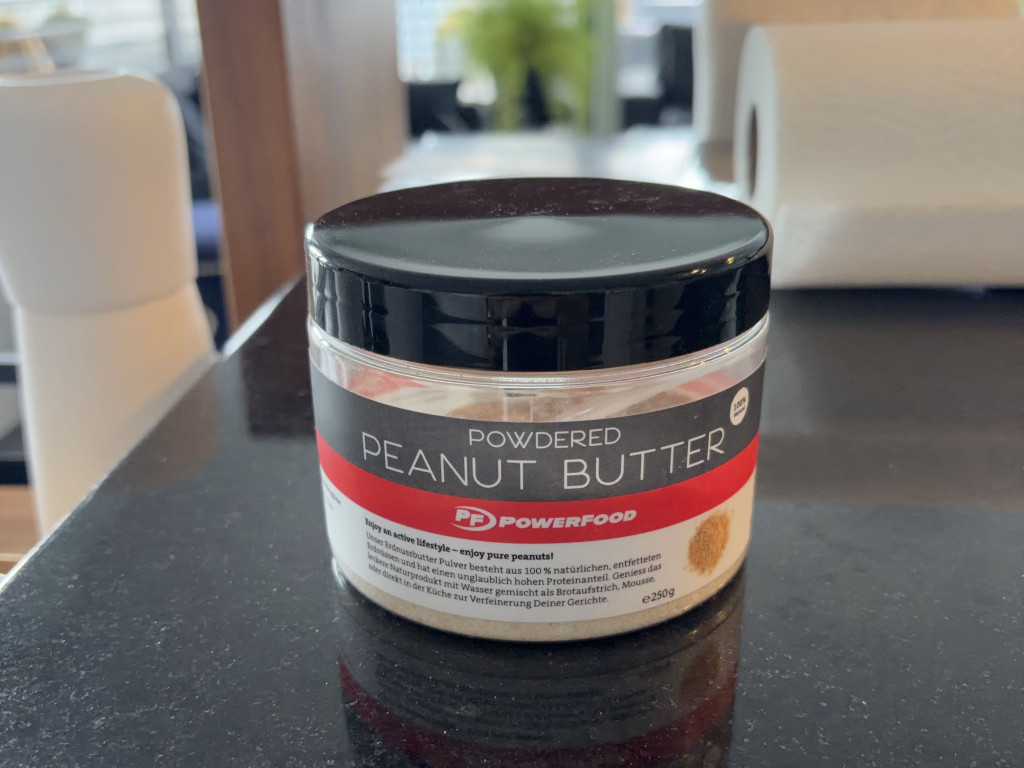 POWDERED
PEANUT BUTTER
100%
PF POWERFOOD
Enjoy an active lifestyle – enjoy pure peanuts!
Unser Erdnussbutter Pulver besteht aus 100 % natürlichen, entfetteten
Erdnüssen und hat einen unglaublich hohen Proteinanteil. Geniess das
leckere Naturprodukt mit Wasser gemischt als Brotaufstrich, Mousse,
oder direkt in der Küche zur Verfeinerung Deiner Gerichte.
℮250g